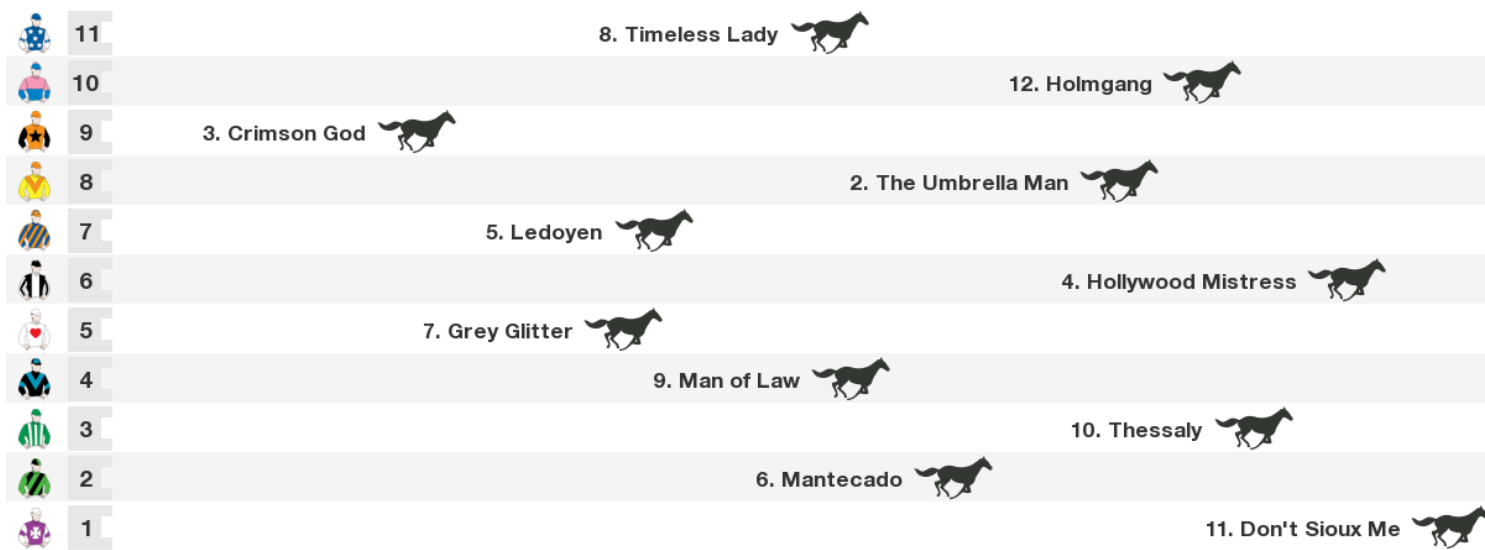 11 8. Timeless Lady
10 12. Holmgang
9 3. Crimson God
8 2. The Umbrella Man
7 5. Ledoyen
6 4. Hollywood Mistress
5 7. Grey Glitter
4 9. Man of Law
3 10. Thessaly
2 6. Mantecado
1 11. Don't Sioux Me